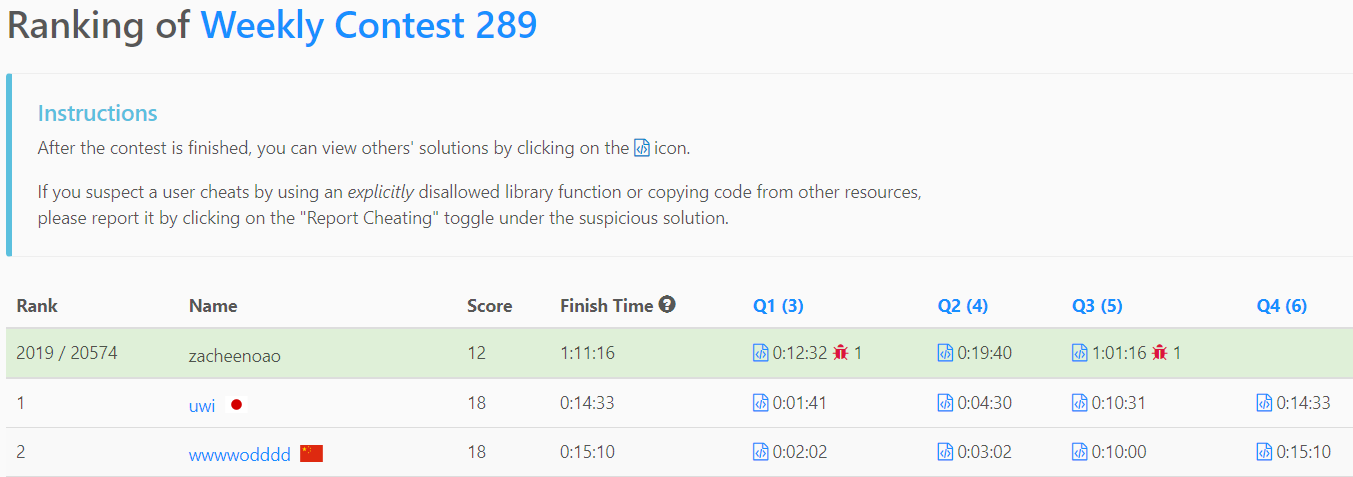 Ranking of Weekly Contest 289
Instructions
After the contest is finished, you can view others' solutions by clicking on the icon.
If you suspect a user cheats by using an explicitly disallowed library function or copying code from other resources,
please report it by clicking on the "Report Cheating" toggle under the suspicious solution.
Rank Name Score Finish Time ? Q1 (3) Q2 (4) Q3 (5) Q4 (6)
2019 / 20574 zacheenoao 12 1:11:16 0:12:32 1 0:19:40 1:01:16 1
1 uwi 18 0:14:33 0:01:41 0:04:30 0:10:31 0:14:33
2 wwwwodddd 18 0:15:10 0:02:02 0:03:02 0:10:00 0:15:10